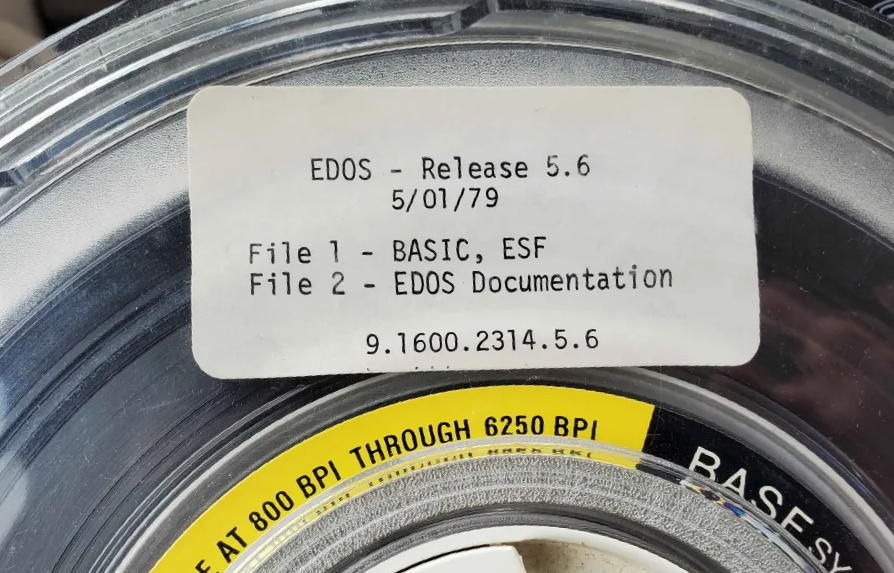 EDOS - Release 5.6
5/01/79
File 1 - BASIC, ESF
File 2 - EDOS Documentation
9.1600.2314.5.6
AT 800 BPI THROUGH 6250 BPI
BASF